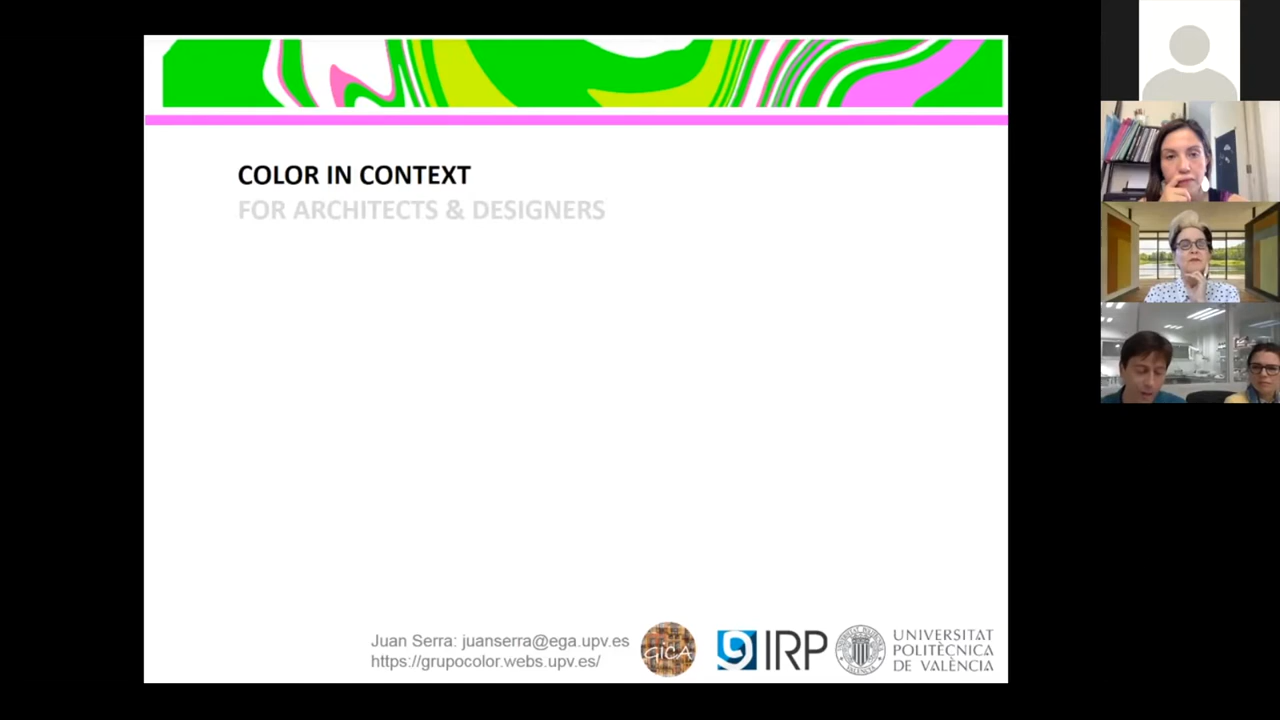 COLOR IN CONTEXT
FOR ARCHITECTS & DESIGNERS
Juan Serra: juanserra@ega.upv.es
https://grupocolor.webs.upv.es/
GICA
IRP
UNIVERSITAT
POLITÈCNICA
DE VALÈNCIA